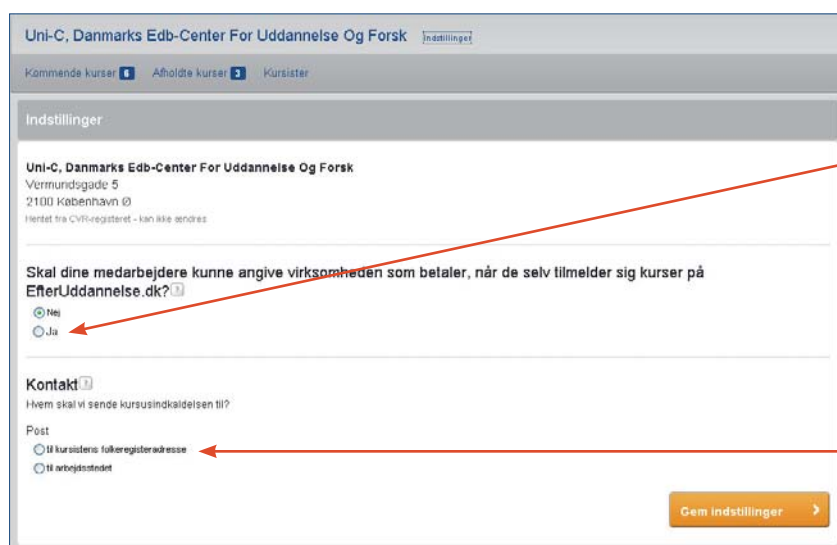 Uni-C, Danmarks Edb-Center For Uddannelse Og Forsk Indstillinger
Kommende kurser 6 Afholdte kurser 3 Kursister
Indstillinger
Uni-C, Danmarks Edb-Center For Uddannelse Og Forsk
Vermundsgade 5
2100 København Ø
Hentet fra CVR-registeret - kan ikke ændres
Skal dine medarbejdere kunne angive virksomheden som betaler, når de selv tilmelder sig kurser på
EfterUddannelse.dk? ?
Nej
Ja
Kontakt ?
Hvem skal vi sende kursusindkaldelsen til?
Post
til kursistens folkeregisteradresse
til arbejdsstedet
Gem indstillinger